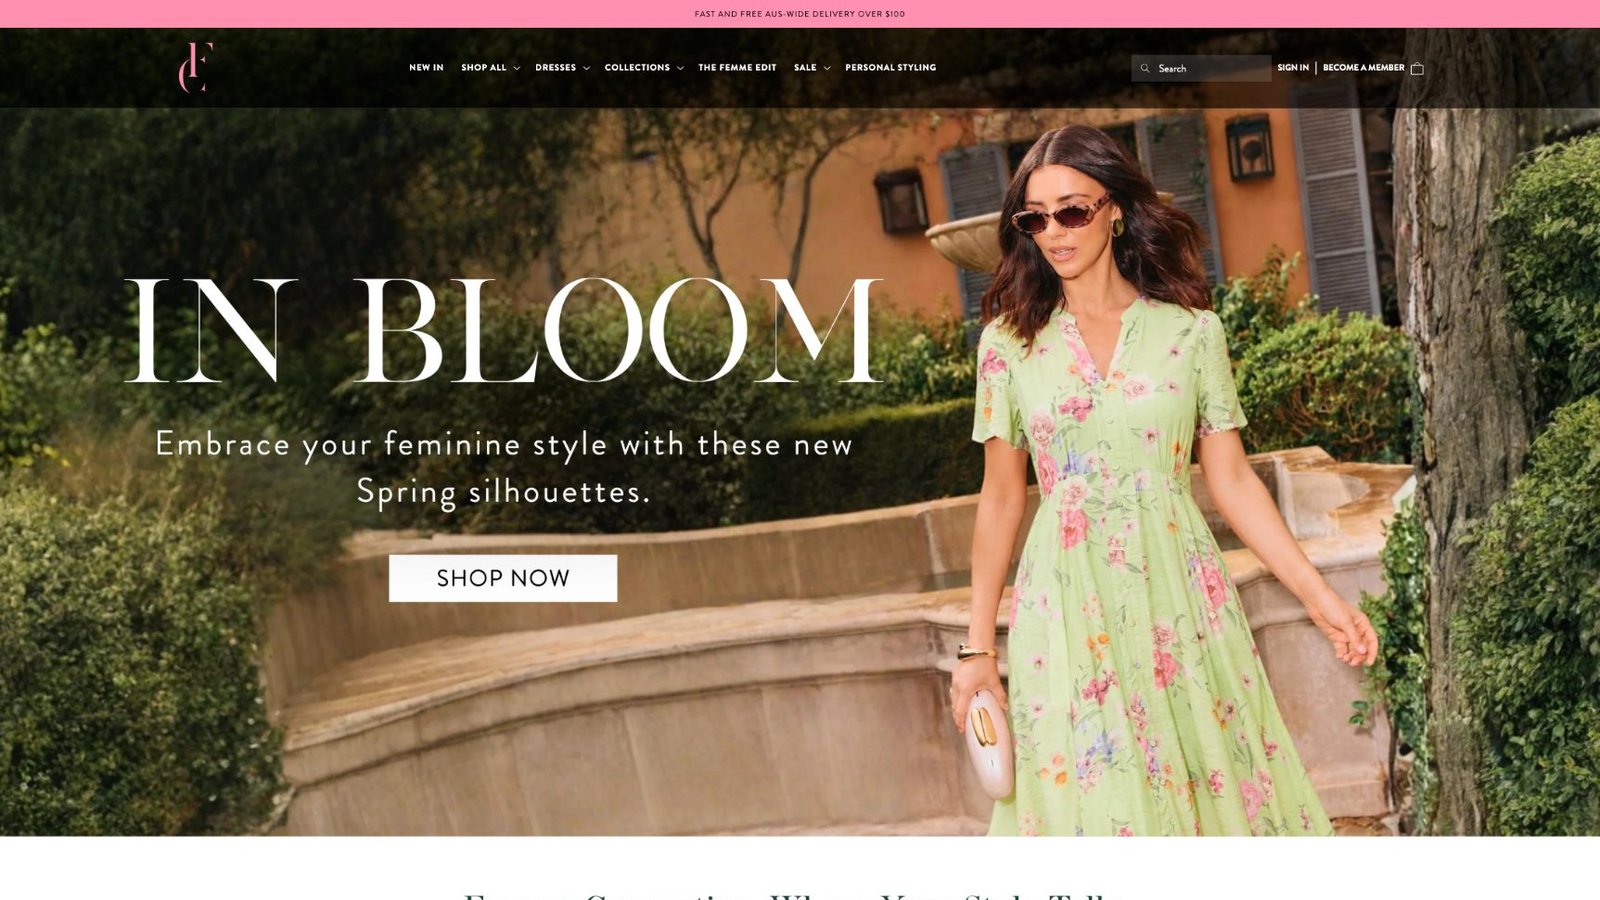 FAST AND FREE AUS-WIDE DELIVERY OVER $100
NEW IN SHOP ALL DRESSES COLLECTIONS THE FEMME EDIT SALE PERSONAL STYLING
Search
SIGN IN | BECOME A MEMBER
IN BLOOM
Embrace your feminine style with these new
Spring silhouettes.
SHOP NOW